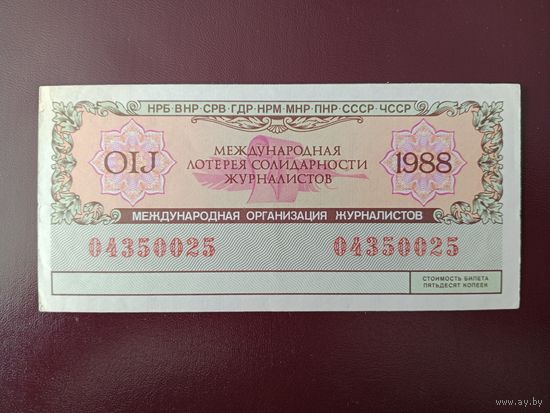 НРБ·ВНР·СРВ·ГДР·НРМ·МНР·ПНР·СССР·ЧССР
OIJ
МЕЖДУНАРОДНАЯ
ЛОТЕРЕЯ СОЛИДАРНОСТИ
ЖУРНАЛИСТОВ
1988
МЕЖДУНАРОДНАЯ ОРГАНИЗАЦИЯ ЖУРНАЛИСТОВ
04350025 04350025
СТОИМОСТЬ БИЛЕТА
ПЯТЬДЕСЯТ КОПЕЕК
www.ay.by